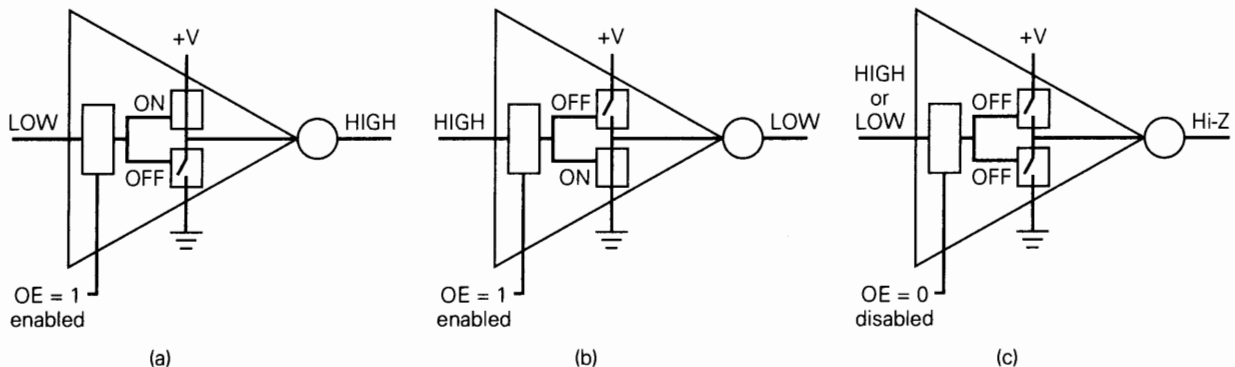 +V
ON
LOW
HIGH
OFF
OE = 1
enabled
(a)
+V
OFF
HIGH
LOW
ON
OE = 1
enabled
(b)
+V
HIGH
or
LOW
OFF
Hi-Z
OFF
OE = 0
disabled
(c)